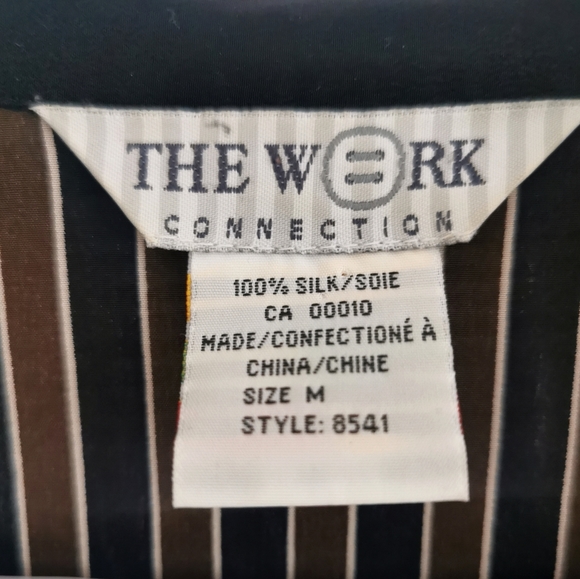 THE WORK
CONNECTION
100% SILK/SOIE
CA 00010
MADE/CONFECTIONÉ À
CHINA/CHINE
SIZE M
STYLE: 8541